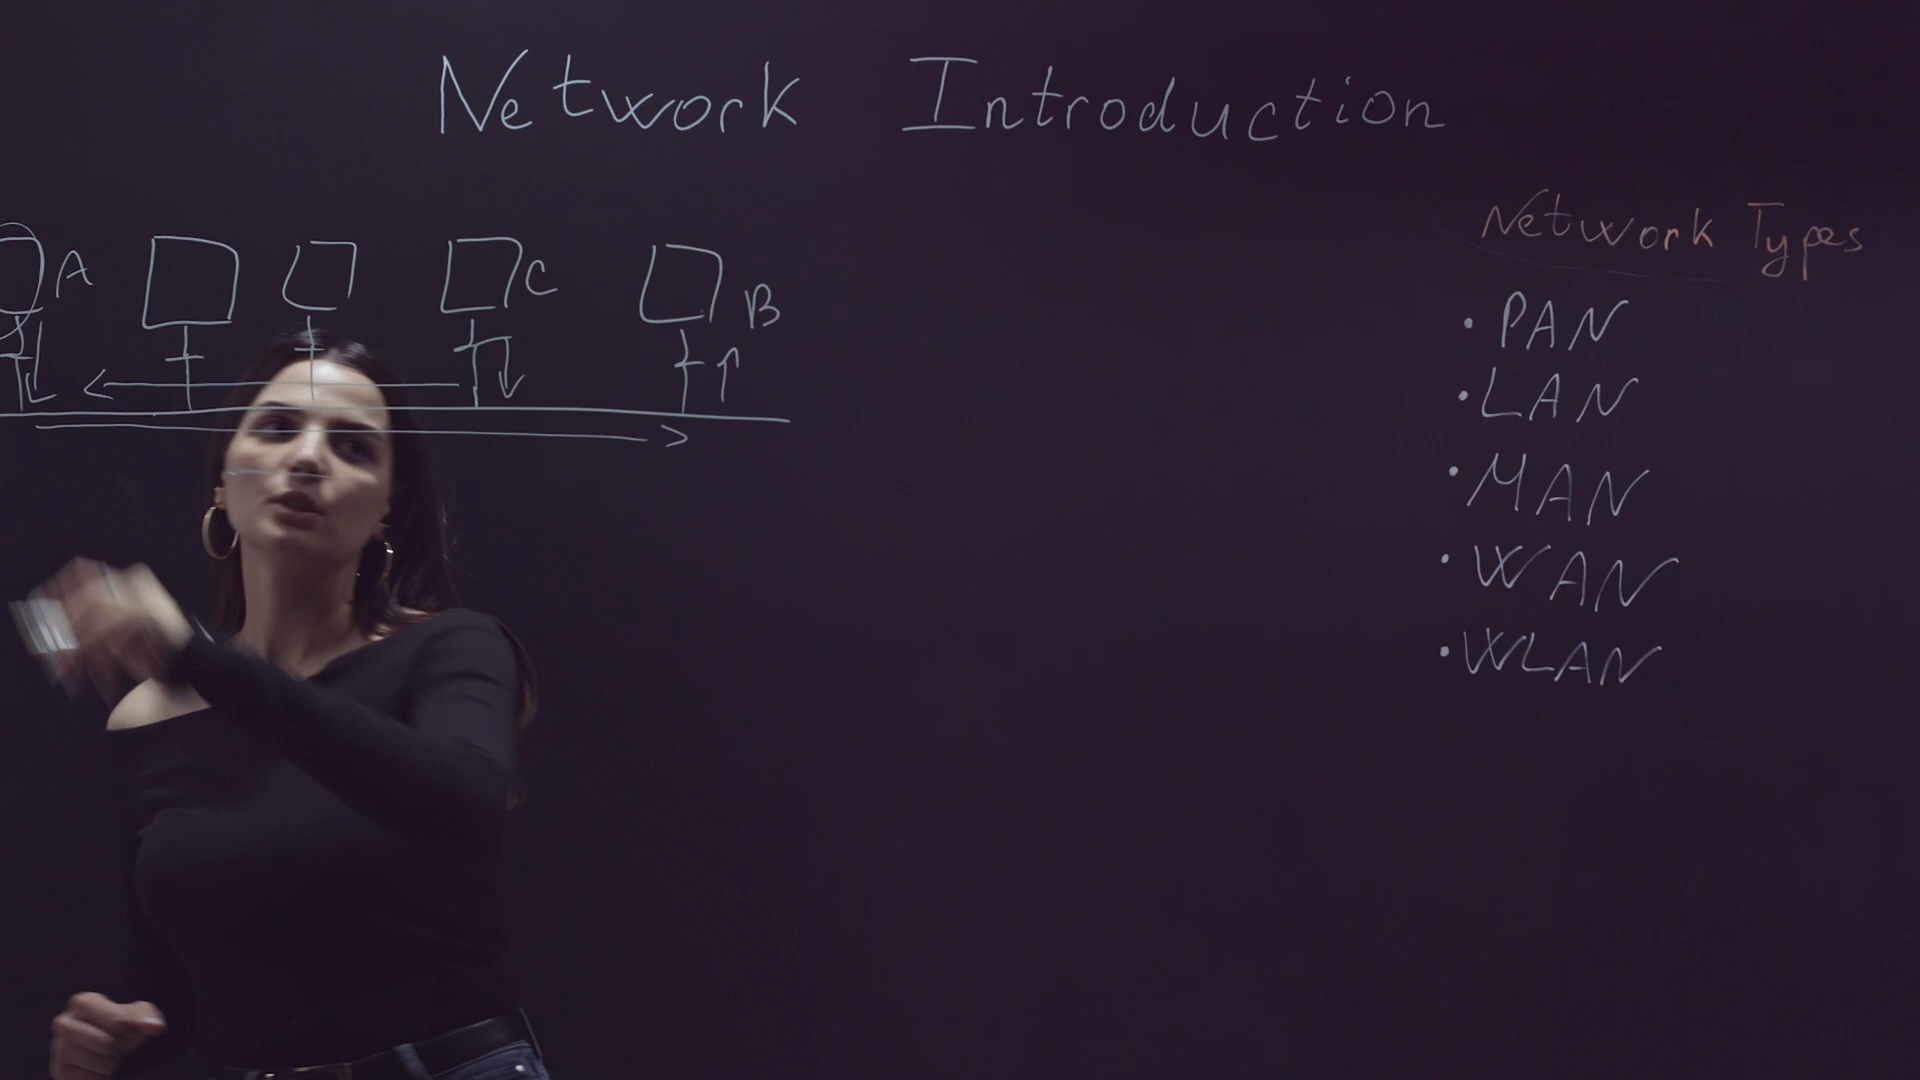 Network Introduction
Network Types
A
C
B
• PAN
• LAN
• MAN
• WAN
• WLAN